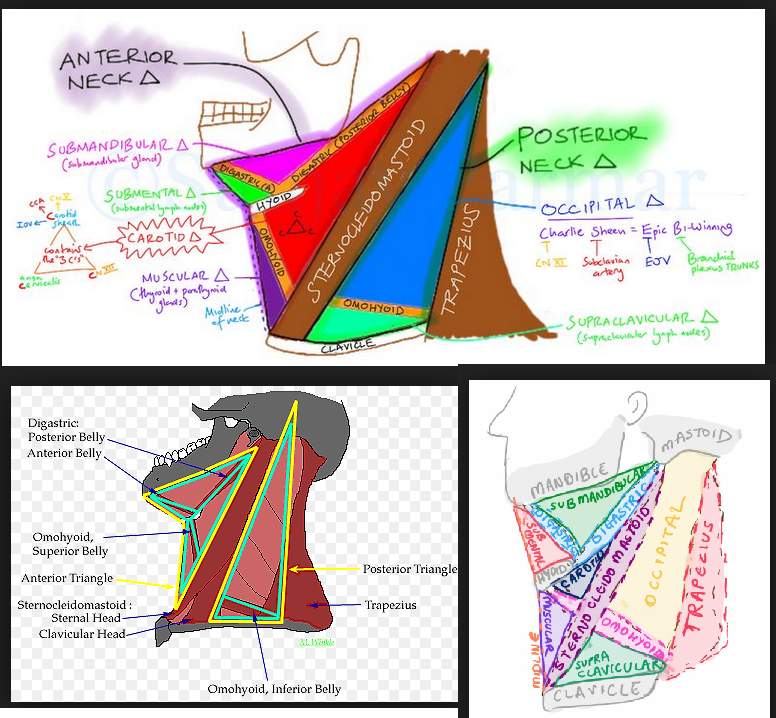 ANTERIOR
NECK △
SUBMANDIBULAR △
(submandibular gland)
SUBMENTAL △
(submental lymph nodes)
CCA
CN X
IJV
Carotid
sheath
contains
the "3 C's"
ansa
cervicalis
CN XII
CAROTID △
MUSCULAR △
(thyroid + parathyroid
glands)
Midline
of neck
DIGASTRIC (A)
DIGASTRIC (POSTERIOR BELLY)
HYOID
C
C
C
OMOHYOID
STERNOCLEIDOMASTOID
OMOHYOID
TRAPEZIUS
CLAVICLE
POSTERIOR
NECK △
OCCIPITAL △
Charlie Sheen = Epic Bi-Winning
CN XI
Subclavian
artery
EJV
Branchial
plexus TRUNKS
SUPRACLAVICULAR △
(supraclavicular lymph nodes)
Digastric:
Posterior Belly
Anterior Belly
Omohyoid,
Superior Belly
Anterior Triangle
Sternocleidomastoid :
Sternal Head
Clavicular Head
Posterior Triangle
Trapezius
M.Winkle
Omohyoid, Inferior Belly
MASTOID
MANDIBLE
SUBMANDIBULAR
DIGASTRIC
DIGASTRIC
SUB
MENTAL
HYOID
CAROTID
STERNOCLEIDOMASTOID
OCCIPITAL
TRAPEZIUS
MUSCULAR
OMOHYOID
MIDLINE
SUPRA
CLAVICULAR
CLAVICLE